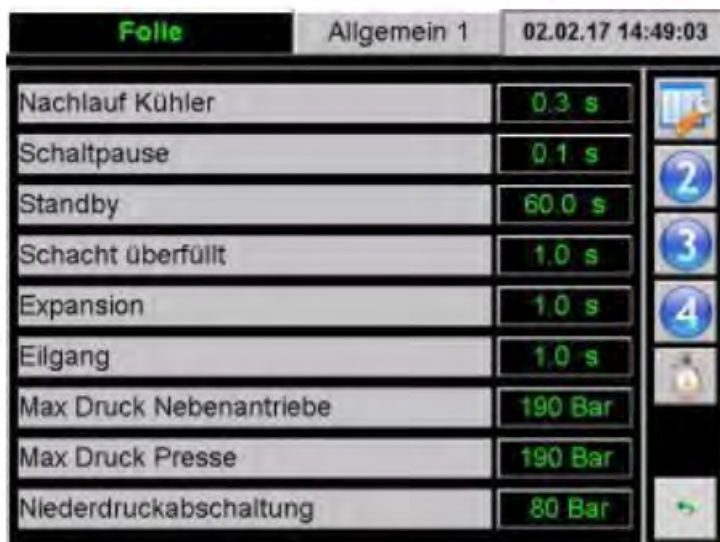 Folie Allgemein 1 02.02.17 14:49:03
Nachlauf Kühler 0.3 s
Schaltpause 0.1 s
2
Standby 60.0 s
Schacht überfüllt 1.0 s
3
Expansion 1.0 s
4
Eilgang 1.0 s
Max Druck Nebenantriebe 190 Bar
Max Druck Presse 190 Bar
Niederdruckabschaltung 80 Bar